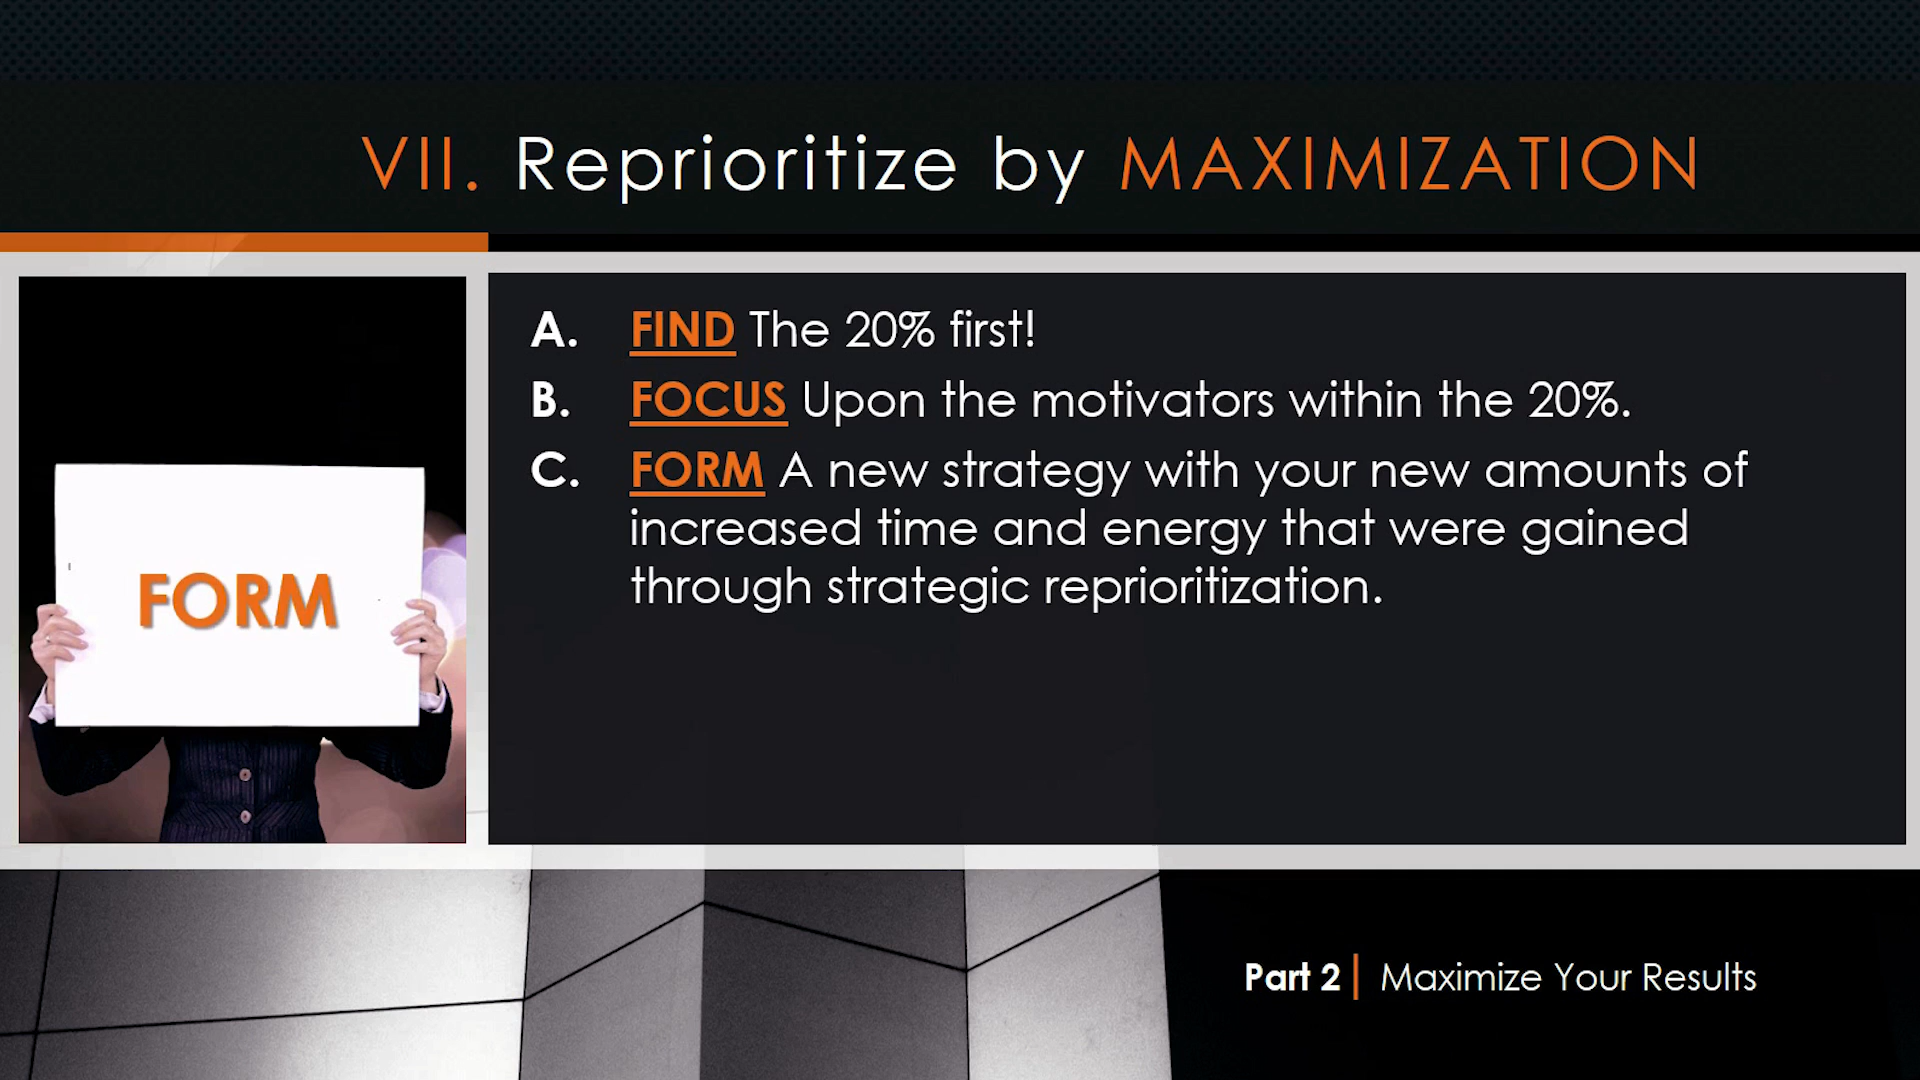 VII. Reprioritize by MAXIMIZATION
A. FIND The 20% first!
B. FOCUS Upon the motivators within the 20%.
C. FORM A new strategy with your new amounts of
increased time and energy that were gained
through strategic reprioritization.
FORM
Part 2 | Maximize Your Results